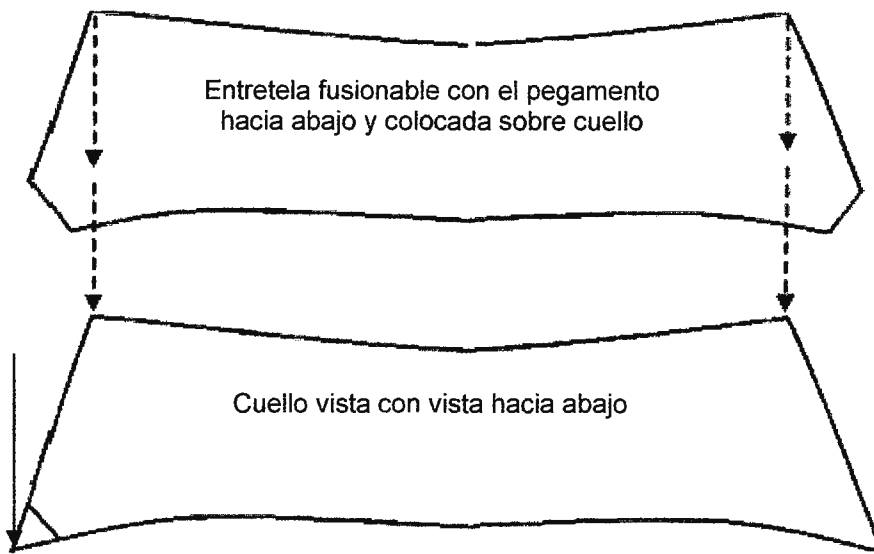 Entretela fusionable con el pegamento
hacia abajo y colocada sobre cuello
Cuello vista con vista hacia abajo